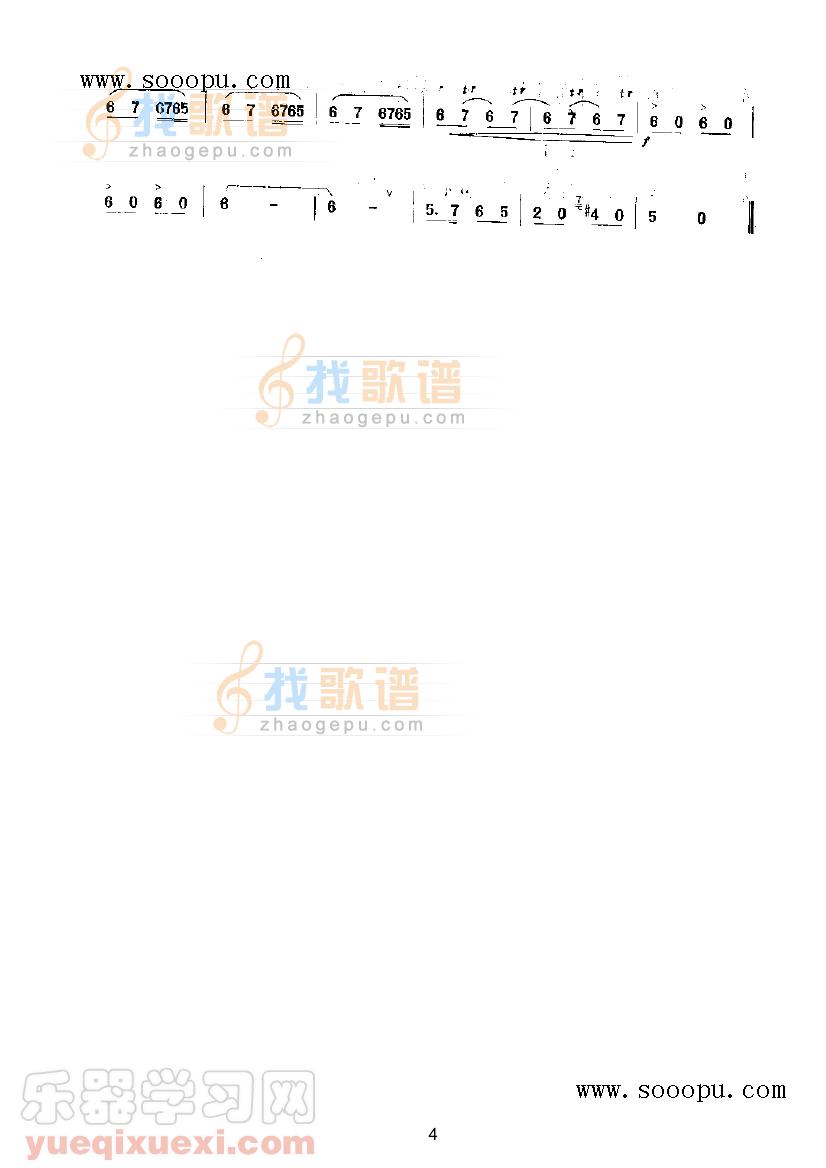 www.sooopu.com
tr tr tr tr
6 7 6765 | 6 7 6765 | 6 7 6765 | 6 7 6 7 | 6 7 6 7 | 6 0 6 0 |
f
找歌谱
zhaogepu.com
> >
6 0 6 0 | 6 - | 6 - | 5. 7 6 5 | 2 0 #4 0 | 5 0 ‖
找歌谱
zhaogepu.com
找歌谱
zhaogepu.com
乐器学习网
yueqixuexi.com
www.sooopu.com
4